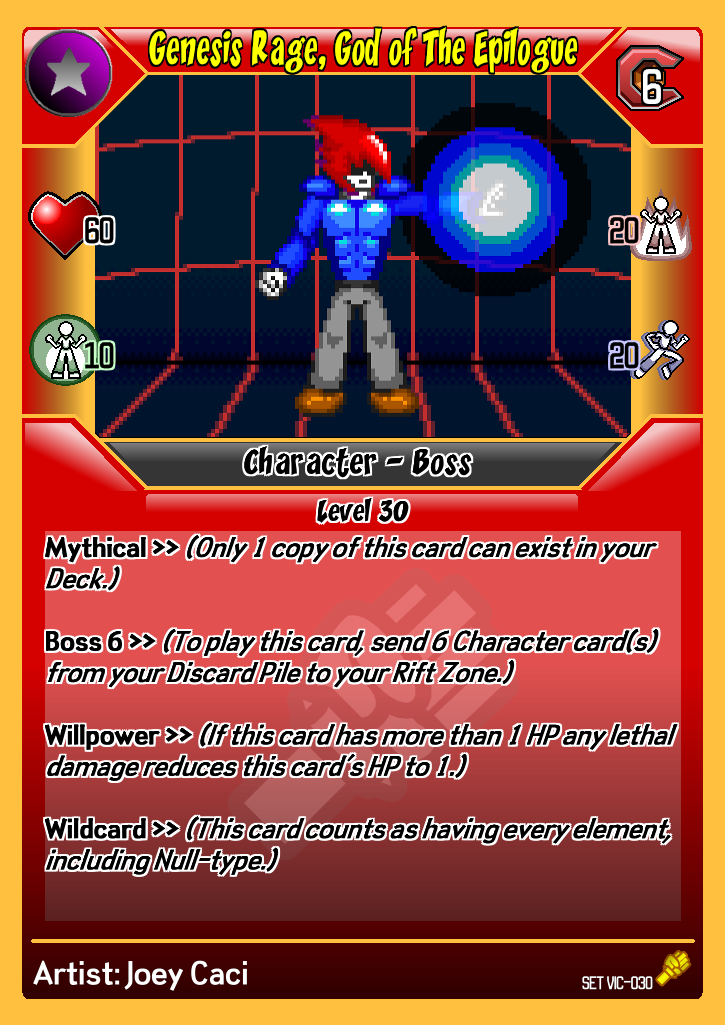 Genesis Rage, God of The Epilogue
6
60
20
10
20
Character - Boss
Level 30
Mythical >> (Only 1 copy of this card can exist in your
Deck.)
Boss 6 >> (To play this card, send 6 Character card(s)
from your Discard Pile to your Rift Zone.)
Willpower >> (If this card has more than 1 HP any lethal
damage reduces this card's HP to 1.)
Wildcard >> (This card counts as having every element,
including Null-type.)
Artist: Joey Caci
SET VIC-030